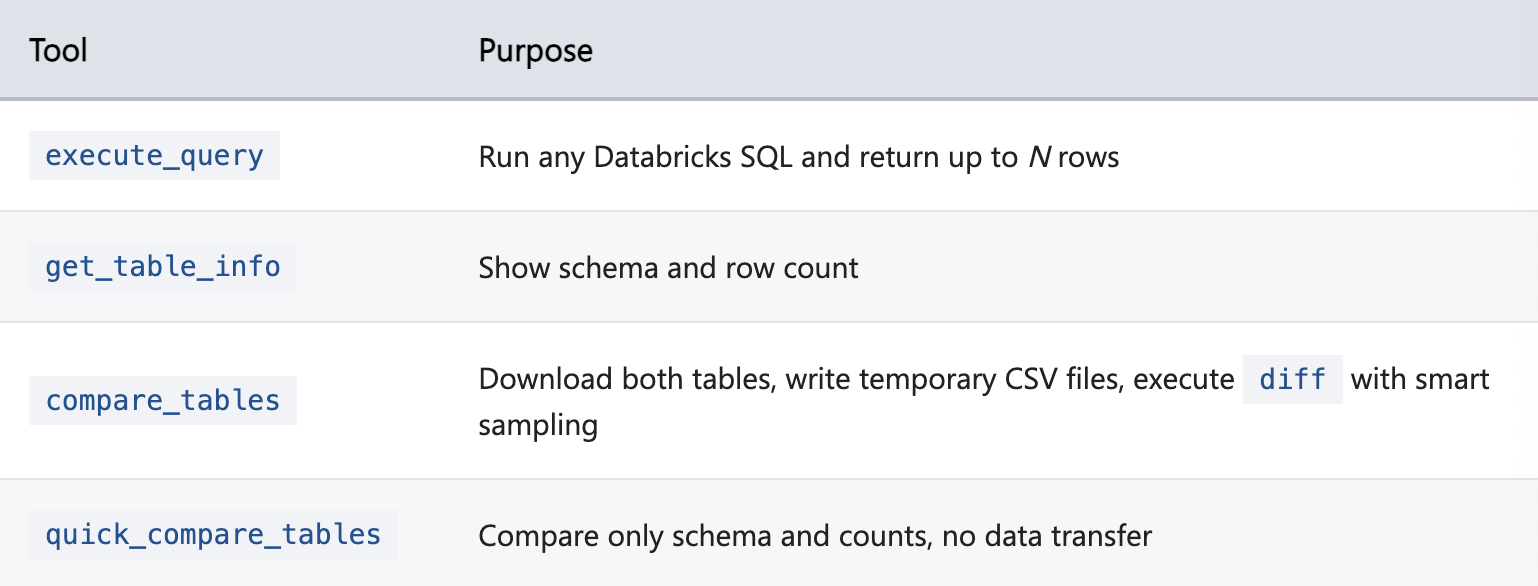 Tool Purpose
execute_query Run any Databricks SQL and return up to N rows
get_table_info Show schema and row count
compare_tables Download both tables, write temporary CSV files, execute diff with smart
sampling
quick_compare_tables Compare only schema and counts, no data transfer